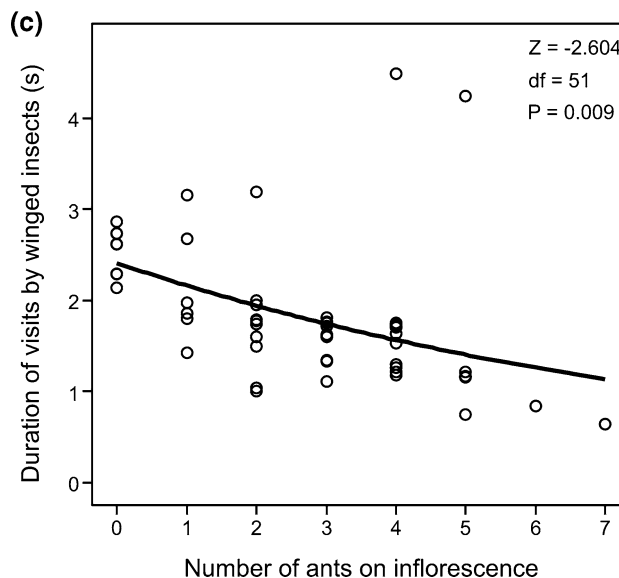 (c)
Z = -2.604
df = 51
P = 0.009
Duration of visits by winged insects (s)
4
3
2
1
0
0 1 2 3 4 5 6 7
Number of ants on inflorescence